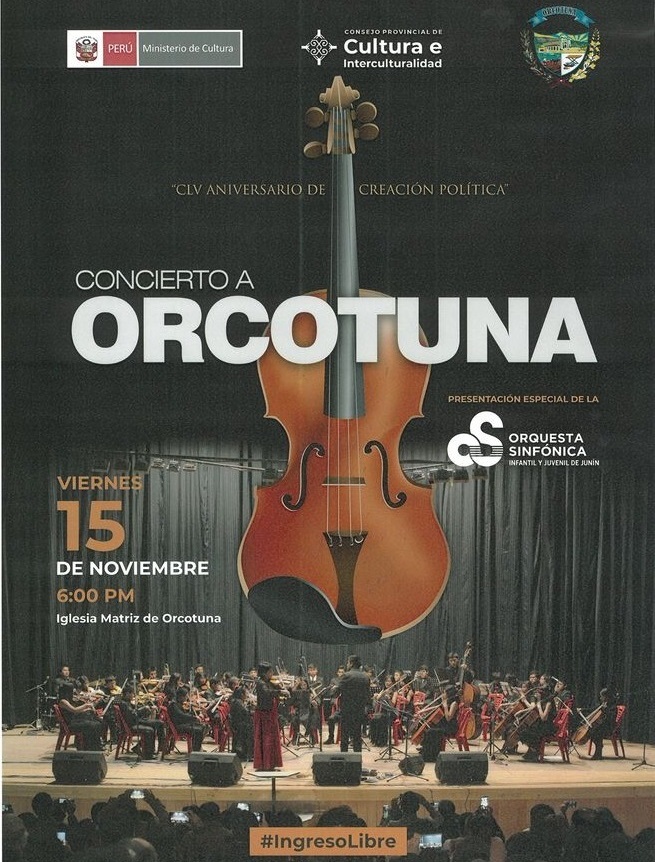 PERÚ Ministerio de Cultura
CONSEJO PROVINCIAL DE
Cultura e
Interculturalidad
ORCOTUNA
"CLV ANIVERSARIO DE CREACIÓN POLÍTICA"
CONCIERTO A
ORCOTUNA
PRESENTACIÓN ESPECIAL DE LA
OS ORQUESTA
SINFÓNICA
INFANTIL Y JUVENIL DE JUNÍN
VIERNES
15
DE NOVIEMBRE
6:00 PM
Iglesia Matriz de Orcotuna
#IngresoLibre